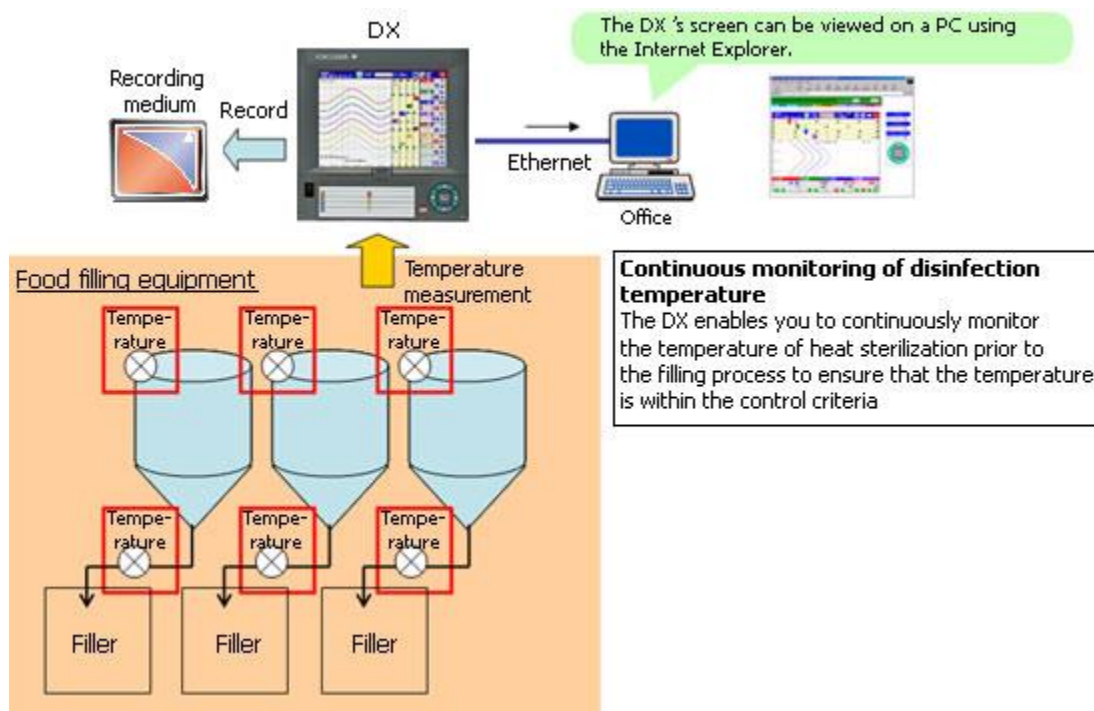 DX
The DX 's screen can be viewed on a PC using
the Internet Explorer.
Recording
medium
Record
YOKOGAWA
Ethernet
Office
Food filling equipment
Temperature
measurement
Tempe-
rature
Tempe-
rature
Tempe-
rature
Continuous monitoring of disinfection
temperature
The DX enables you to continuously monitor
the temperature of heat sterilization prior to
the filling process to ensure that the temperature
is within the control criteria
Tempe-
rature
Tempe-
rature
Tempe-
rature
Filler
Filler
Filler